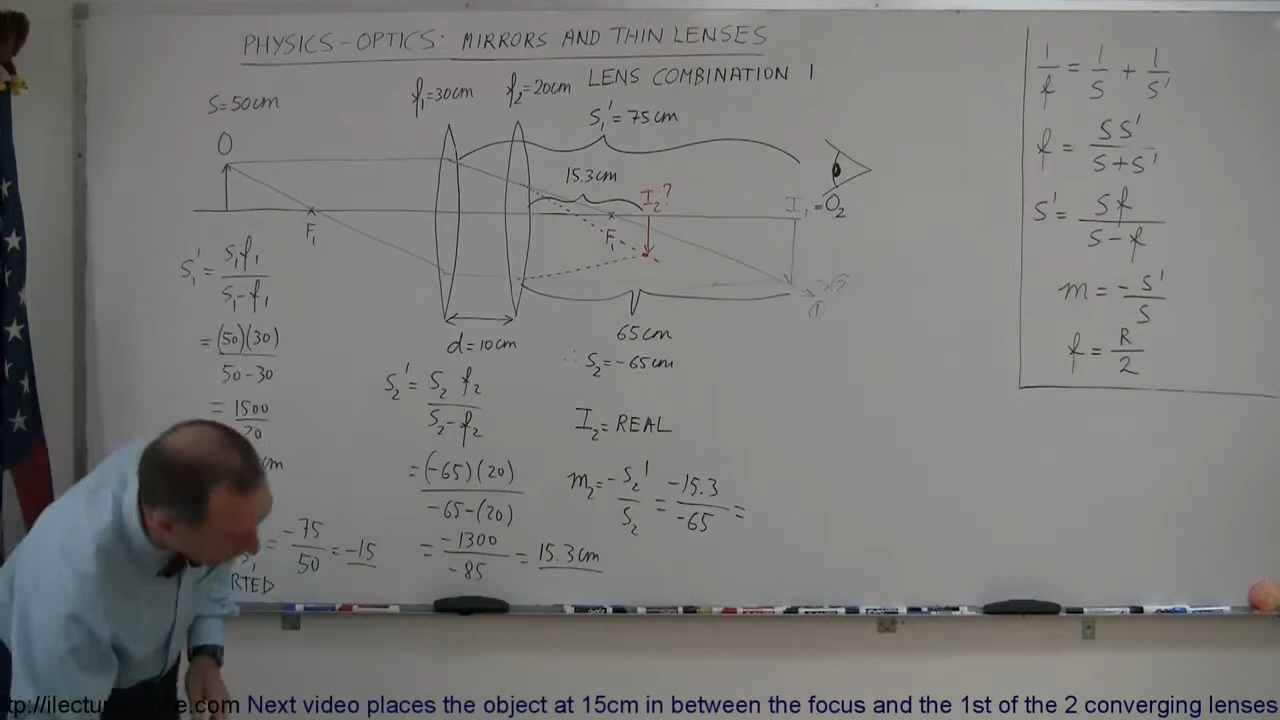 PHYSICS-OPTICS: MIRRORS AND THIN LENSES
LENS COMBINATION 1
S=50cm
f₁=30cm
f₂=20cm
S₁'=75cm
O
15.3cm
I₂?
I₁=O₂
F₁
F₁
d=10cm
65cm
∴ S₂=-65cm
S₁' = S₁f₁ / S₁-f₁
= (50)(30) / 50-30
= 1500 / 20
cm
= -75 / 50 = -15
RTED
S₂' = S₂ f₂ / S₂-f₂
= (-65)(20) / -65-(20)
= -1300 / -85 = 15.3cm
I₂=REAL
m₂= -S₂' / S₂ = -15.3 / -65 =
1/f = 1/S + 1/S'
f = SS' / S+S'
S' = Sf / S-f
m = -S' / S
f = R / 2
Next video places the object at 15cm in between the focus and the 1st of the 2 converging lenses